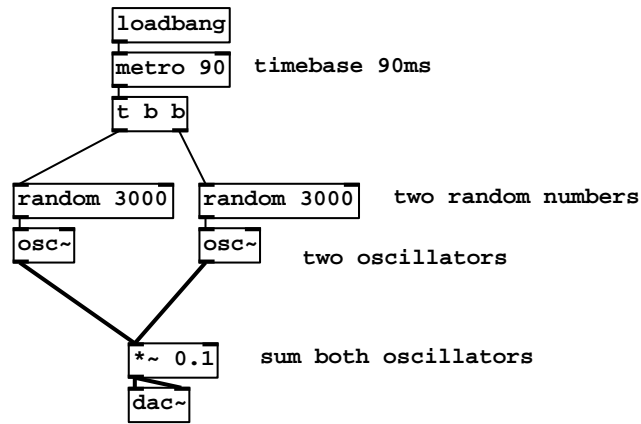 loadbang
metro 90 timebase 90ms
t b b
random 3000 random 3000 two random numbers
osc~ osc~ two oscillators
*~ 0.1 sum both oscillators
dac~